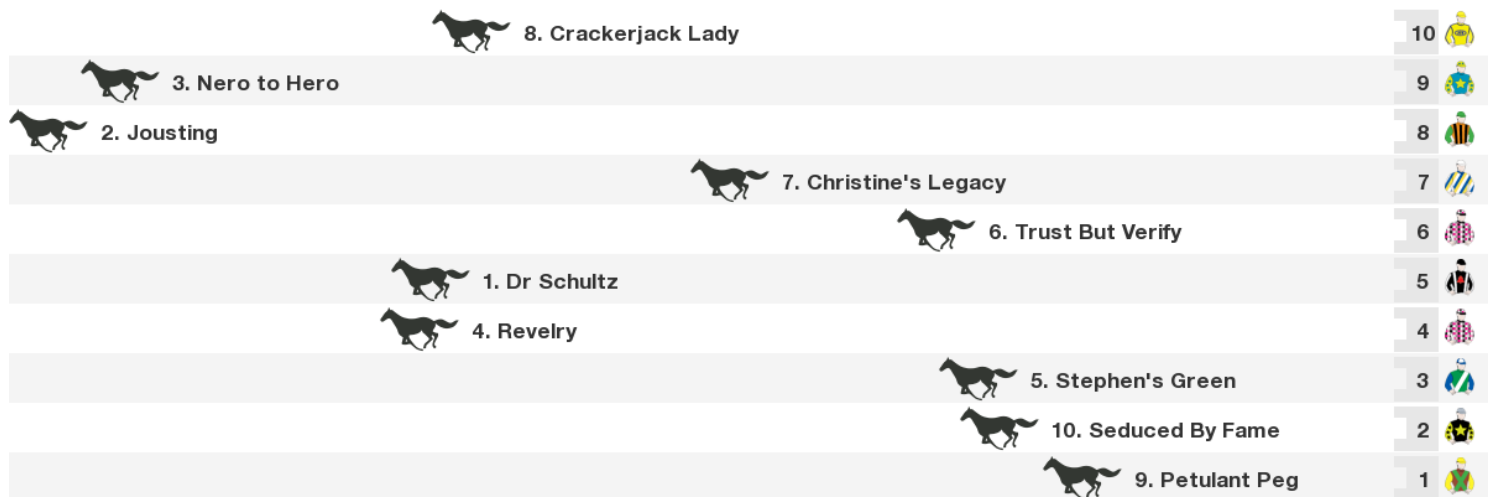 8. Crackerjack Lady 10
3. Nero to Hero 9
2. Jousting 8
7. Christine's Legacy 7
6. Trust But Verify 6
1. Dr Schultz 5
4. Revelry 4
5. Stephen's Green 3
10. Seduced By Fame 2
9. Petulant Peg 1